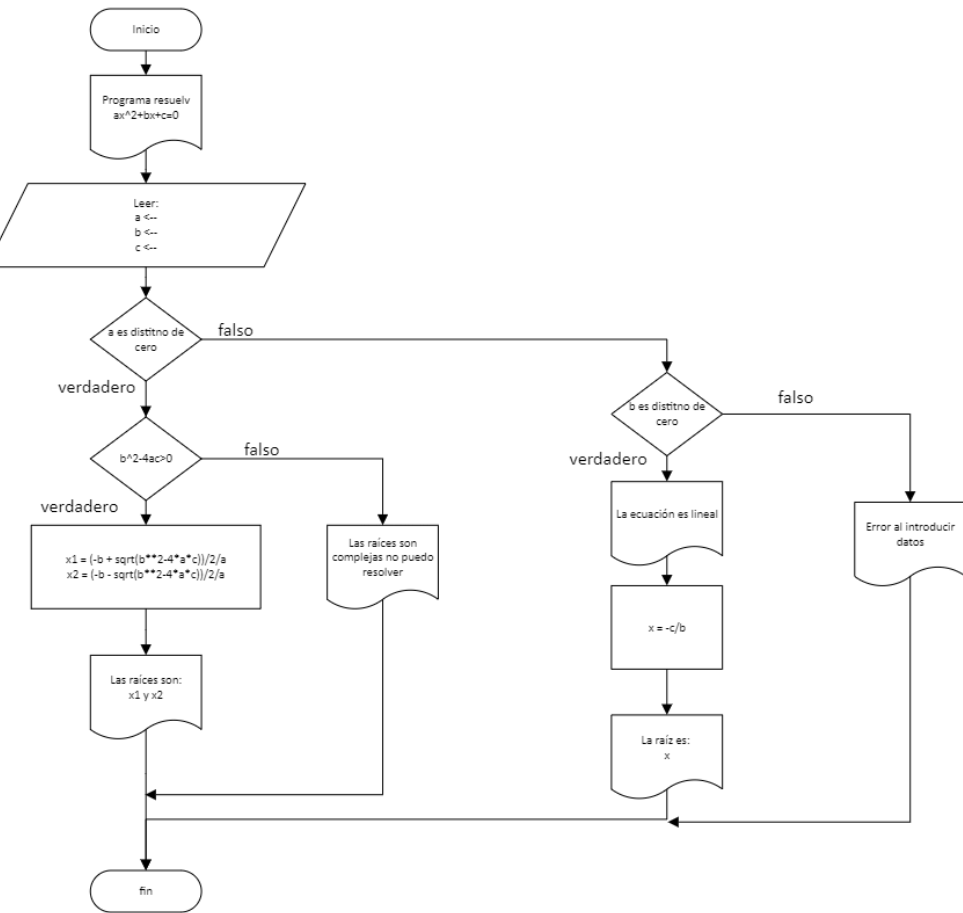 Inicio
Programa resuelv
ax^2+bx+c=0
Leer:
a <--
b <--
c <--
a es distitno de
cero
falso
verdadero
b es distitno de
cero
falso
verdadero
b^2-4ac>0
falso
verdadero
x1 = (-b + sqrt(b**2-4*a*c))/2/a
x2 = (-b - sqrt(b**2-4*a*c))/2/a
Las raíces son
complejas no puedo
resolver
La ecuación es lineal
Error al introducir
datos
x = -c/b
Las raíces son:
x1 y x2
La raíz es:
x
fin